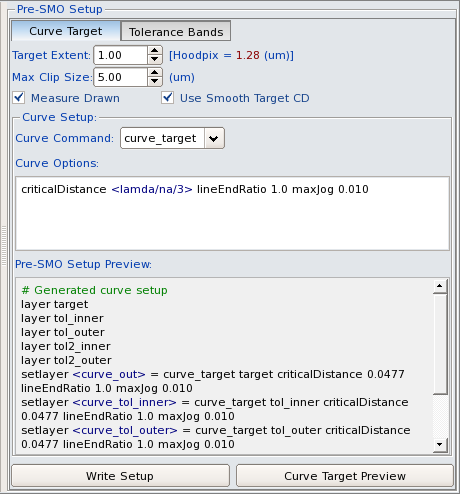 Pre-SMO Setup
Curve Target
Tolerance Bands
Target Extent: 1.00 [Hoodpix = 1.28 (um)]
Max Clip Size: 5.00 (um)
Measure Drawn
Use Smooth Target CD
Curve Setup:
Curve Command: curve_target
Curve Options:
criticalDistance <lamda/na/3> lineEndRatio 1.0 maxJog 0.010
Pre-SMO Setup Preview:
# Generated curve setup
layer target
layer tol_inner
layer tol_outer
layer tol2_inner
layer tol2_outer
setlayer <curve_out> = curve_target target criticalDistance 0.0477
lineEndRatio 1.0 maxJog 0.010
setlayer <curve_tol_inner> = curve_target tol_inner criticalDistance
0.0477 lineEndRatio 1.0 maxJog 0.010
setlayer <curve_tol_outer> = curve_target tol_outer criticalDistance
0.0477 lineEndRatio 1.0 maxJog 0.010
Write Setup
Curve Target Preview